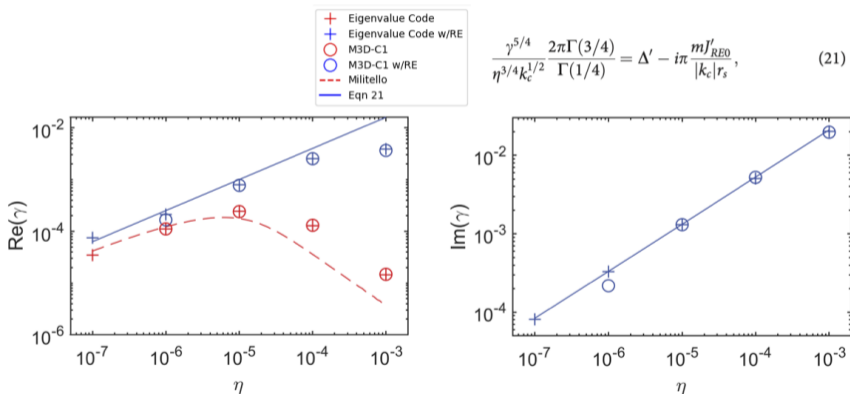 Eigenvalue Code
Eigenvalue Code w/RE
M3D-C1
M3D-C1 w/RE
Militello
Eqn 21
γ^{5/4} / (η^{3/4} k_c^{1/2}) 2πΓ(3/4) / Γ(1/4) = Δ′ − iπ mJ′_{RE0} / (|k_c| r_s), (21)
Re(γ)
10^{-2}
10^{-4}
10^{-6}
10^{-7} 10^{-6} 10^{-5} 10^{-4} 10^{-3}
η
Im(γ)
10^{-2}
10^{-3}
10^{-4}
10^{-7} 10^{-6} 10^{-5} 10^{-4} 10^{-3}
η